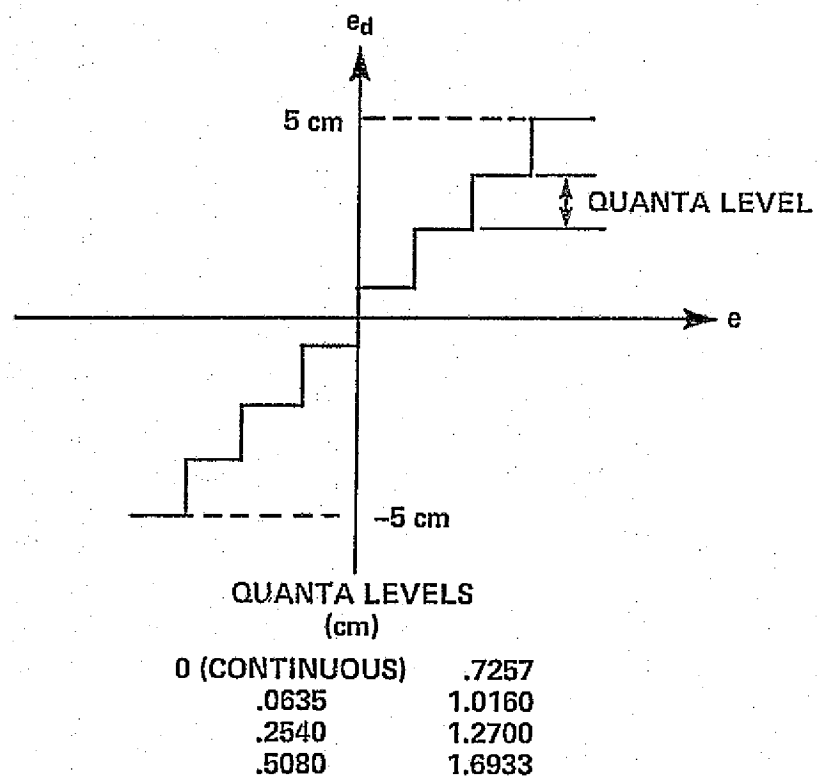 ed
5 cm
QUANTA LEVEL
e
–5 cm
QUANTA LEVELS
(cm)
0 (CONTINUOUS) .7257
.0635 1.0160
.2540 1.2700
.5080 1.6933